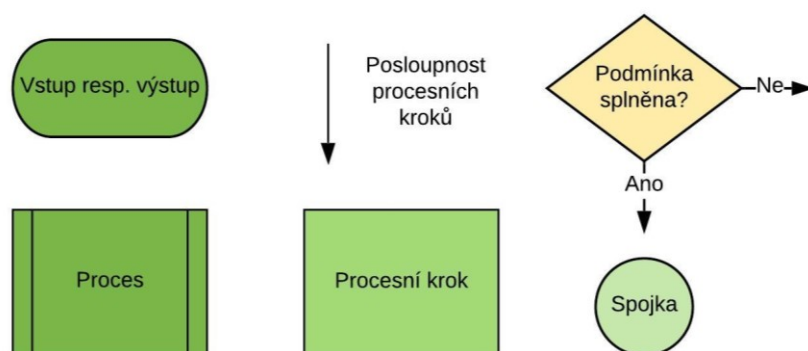 Vstup resp. výstup
Posloupnost
procesních
kroků
Podmínka
splněna?
Ne
Ano
Proces
Procesní krok
Spojka